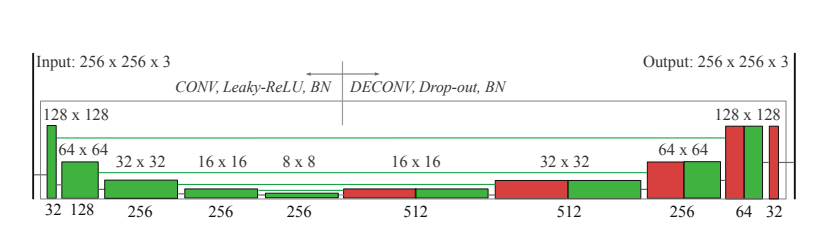 Input: 256 x 256 x 3
Output: 256 x 256 x 3
CONV, Leaky-ReLU, BN
DECONV, Drop-out, BN
128 x 128
128 x 128
64 x 64
32 x 32
16 x 16
8 x 8
16 x 16
32 x 32
64 x 64
32
128
256
256
256
512
512
256
64
32